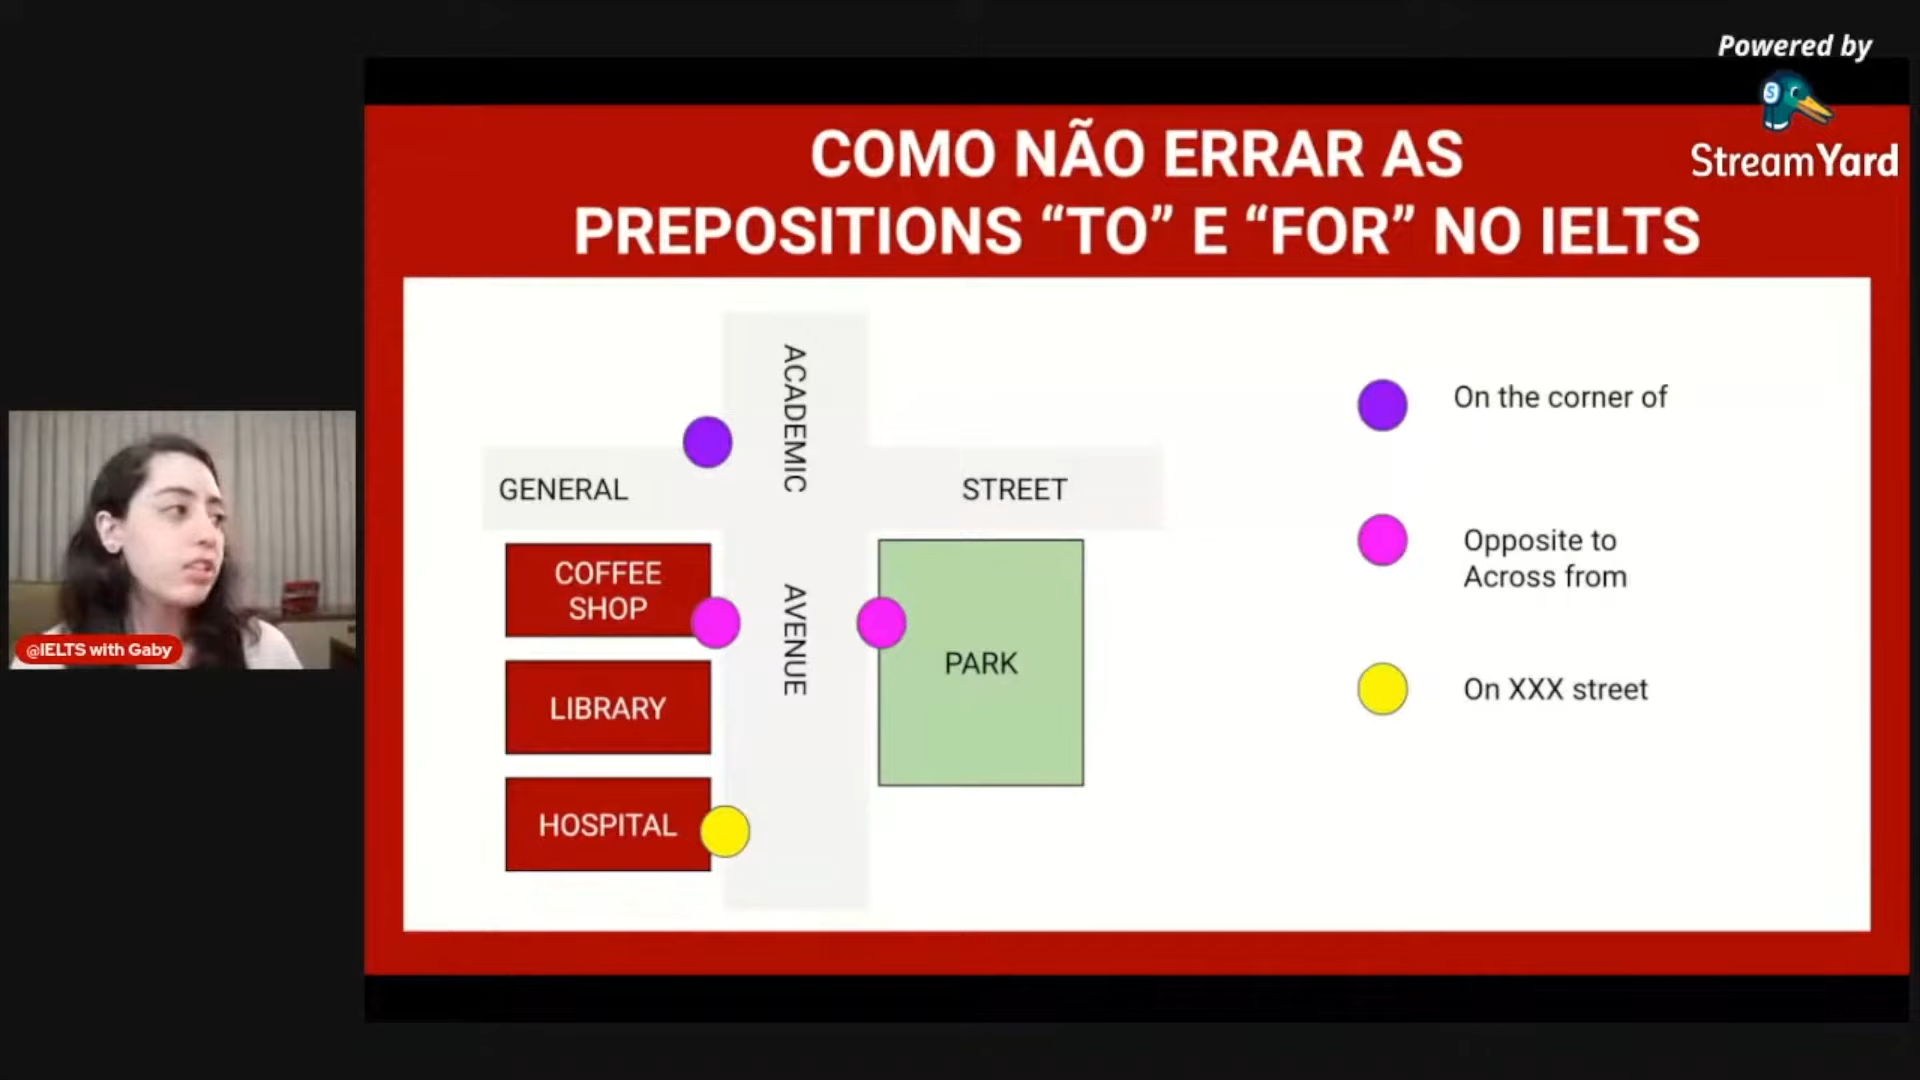 Powered by
StreamYard
COMO NÃO ERRAR AS
PREPOSITIONS “TO” E “FOR” NO IELTS
ACADEMIC
AVENUE
GENERAL
STREET
COFFEE
SHOP
LIBRARY
HOSPITAL
PARK
On the corner of
Opposite to
Across from
On XXX street
@IELTS with Gaby